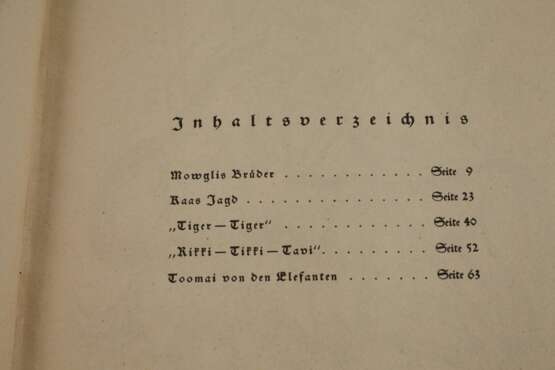 Inhaltsverzeichnis
Mowglis Brüder . . . . . . . . . . . . Seite 9
Kaas Jagd . . . . . . . . . . . . . Seite 23
„Tiger — Tiger“ . . . . . . . . . . . Seite 40
„Rikki — Tikki — Tavi“ . . . . . . . . Seite 52
Toomai von den Elefanten . . . . . . . Seite 63